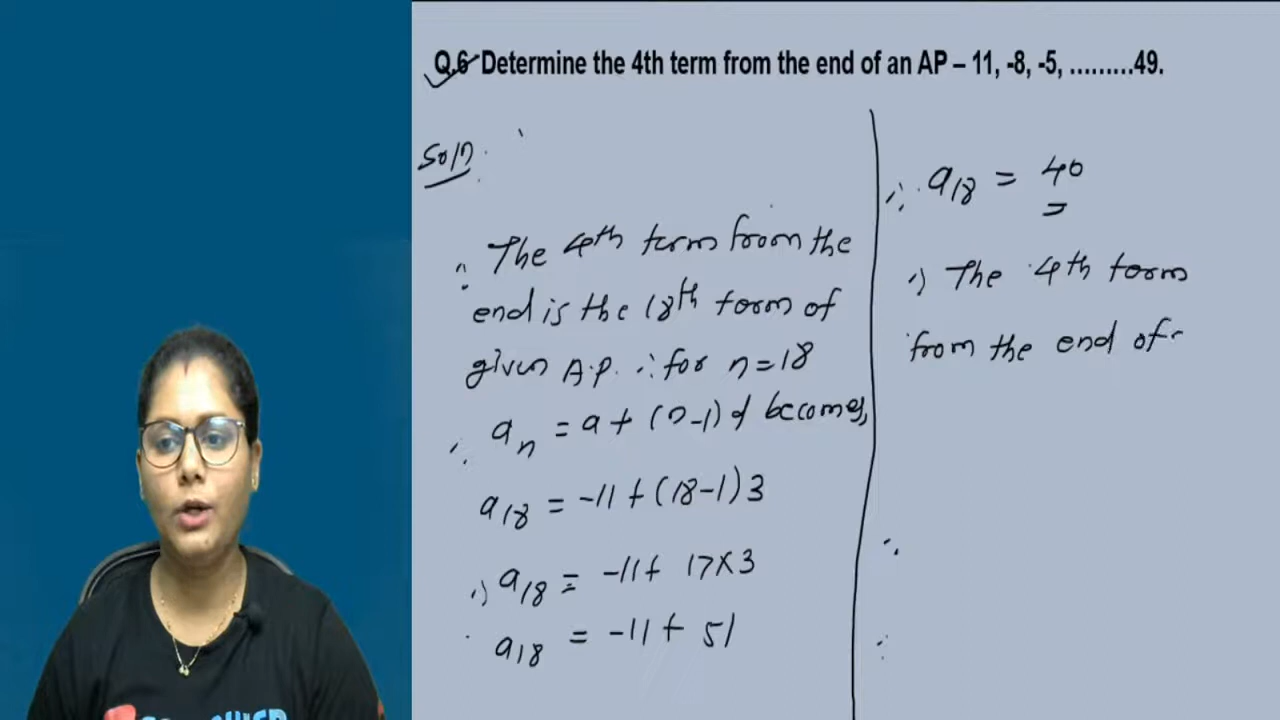 Q.6 Determine the 4th term from the end of an AP – 11, -8, -5, .........49.
Soln
∴ The 4th term from the
end is the 18th term of
given A.P. ∴ for n = 18
∴ an = a + (n-1) d becomes,
a18 = -11 + (18-1) 3
∴ a18 = -11 + 17 × 3
a18 = -11 + 51
∴ a18 = 40
∴ The 4th term
from the end of